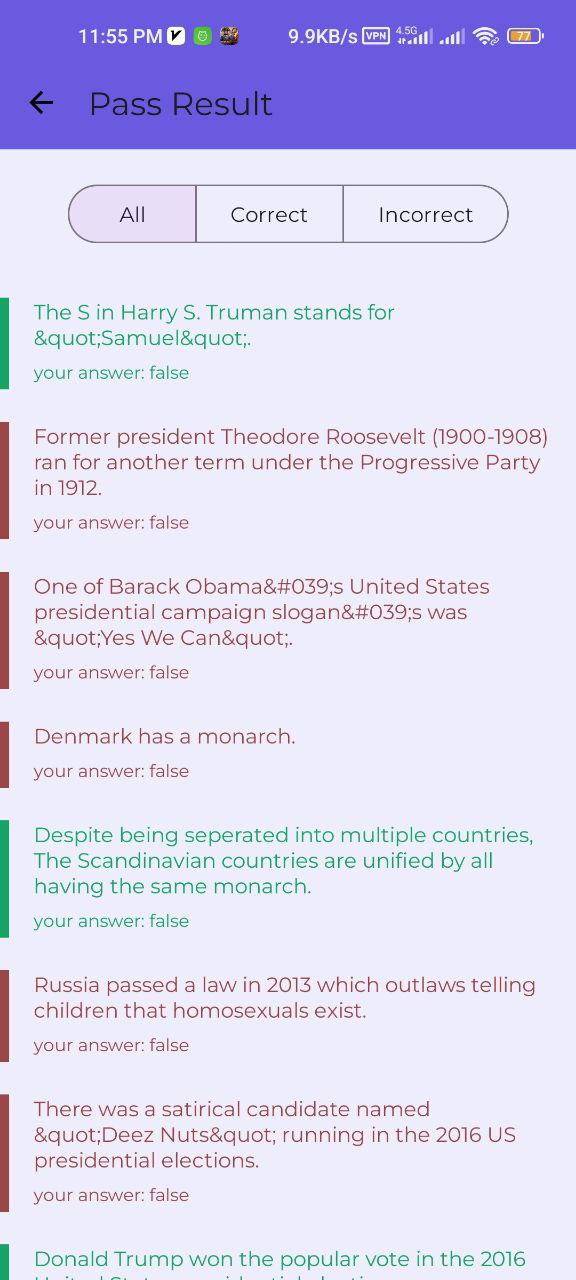 11:55 PM 9.9KB/s VPN 4.5G 77
Pass Result
All Correct Incorrect
The S in Harry S. Truman stands for
&quot;Samuel&quot;.
your answer: false
Former president Theodore Roosevelt (1900-1908)
ran for another term under the Progressive Party
in 1912.
your answer: false
One of Barack Obama&#039;s United States
presidential campaign slogan&#039;s was
&quot;Yes We Can&quot;.
your answer: false
Denmark has a monarch.
your answer: false
Despite being seperated into multiple countries,
The Scandinavian countries are unified by all
having the same monarch.
your answer: false
Russia passed a law in 2013 which outlaws telling
children that homosexuals exist.
your answer: false
There was a satirical candidate named
&quot;Deez Nuts&quot; running in the 2016 US
presidential elections.
your answer: false
Donald Trump won the popular vote in the 2016